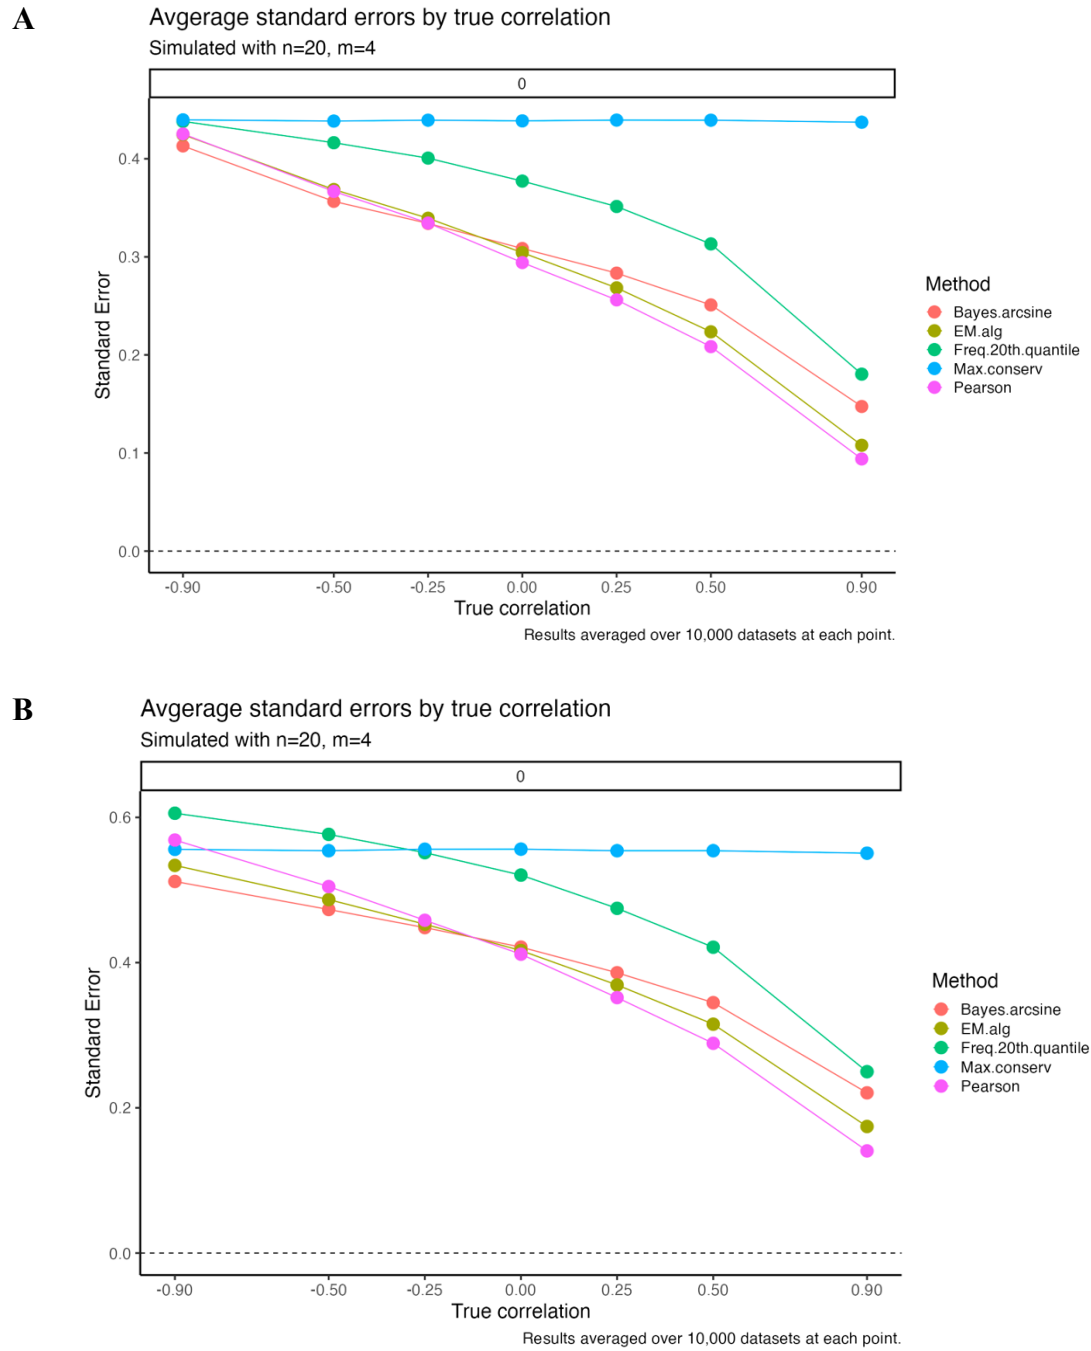 A
Avgerage standard errors by true correlation
Simulated with n=20, m=4
0
0.4
0.3
0.2
0.1
0.0
Standard Error
-0.90 -0.50 -0.25 0.00 0.25 0.50 0.90
True correlation
Results averaged over 10,000 datasets at each point.
Method
Bayes.arcsine
EM.alg
Freq.20th.quantile
Max.conserv
Pearson
B
Avgerage standard errors by true correlation
Simulated with n=20, m=4
0
0.6
0.4
0.2
0.0
Standard Error
-0.90 -0.50 -0.25 0.00 0.25 0.50 0.90
True correlation
Results averaged over 10,000 datasets at each point.
Method
Bayes.arcsine
EM.alg
Freq.20th.quantile
Max.conserv
Pearson